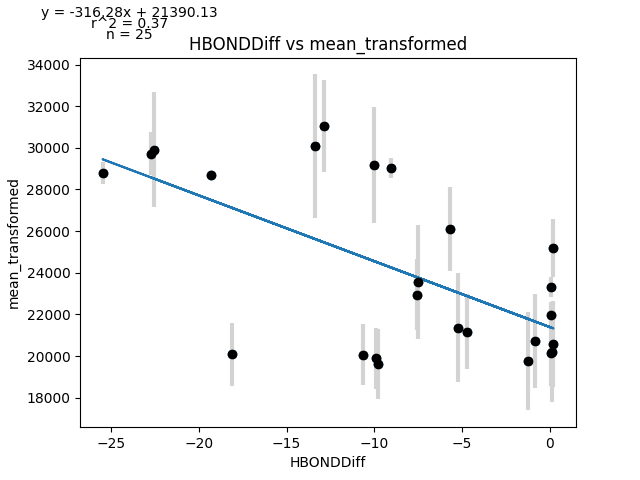 y = -316.28x + 21390.13
r^2 = 0.37
n = 25
HBONDDiff vs mean_transformed
34000
32000
30000
28000
26000
24000
22000
20000
18000
mean_transformed
−25
−20
−15
−10
−5
0
HBONDDiff